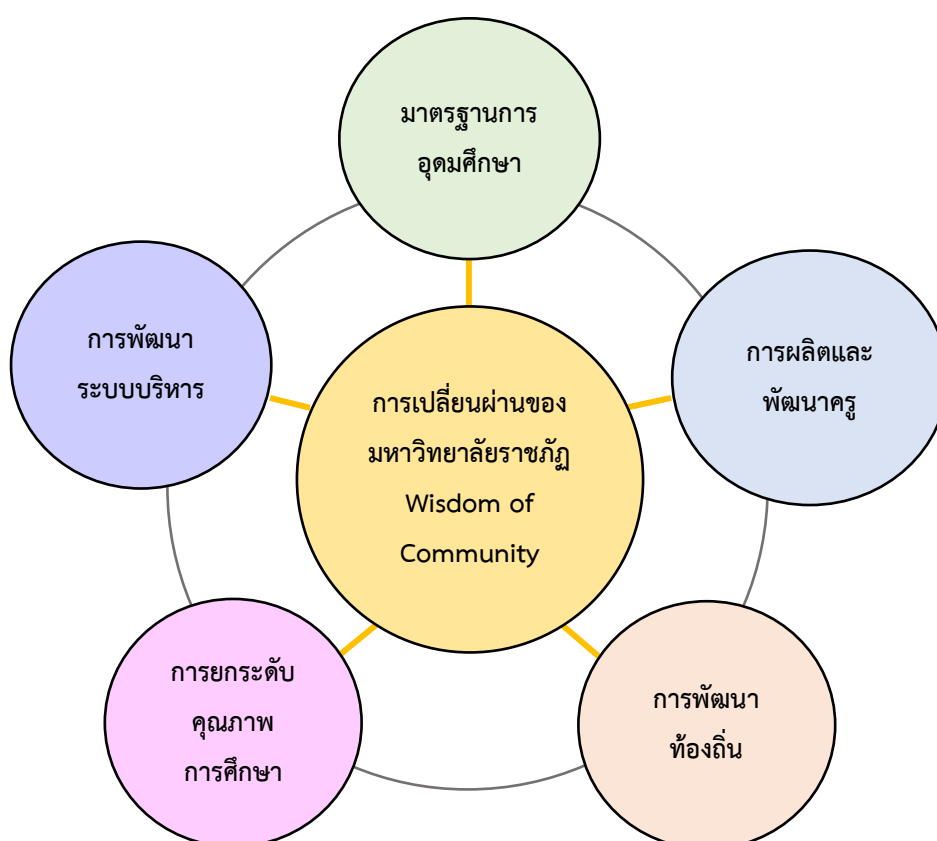 มาตรฐานการ
อุดมศึกษา
การพัฒนา
ระบบบริหาร
การผลิตและ
พัฒนาครู
การเปลี่ยนผ่านของ
มหาวิทยาลัยราชภัฏ
Wisdom of
Community
การยกระดับ
คุณภาพ
การศึกษา
การพัฒนา
ท้องถิ่น